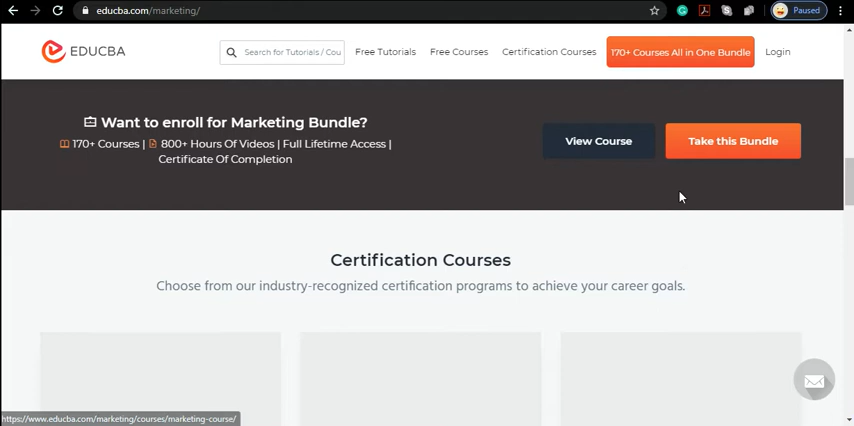 educba.com/marketing/
Paused
EDUCBA
Search for Tutorials / Cou
Free Tutorials
Free Courses
Certification Courses
170+ Courses All in One Bundle
Login
Want to enroll for Marketing Bundle?
170+ Courses | 800+ Hours Of Videos | Full Lifetime Access |
Certificate Of Completion
View Course
Take this Bundle
Certification Courses
Choose from our industry-recognized certification programs to achieve your career goals.
https://www.educba.com/marketing/courses/marketing-course/